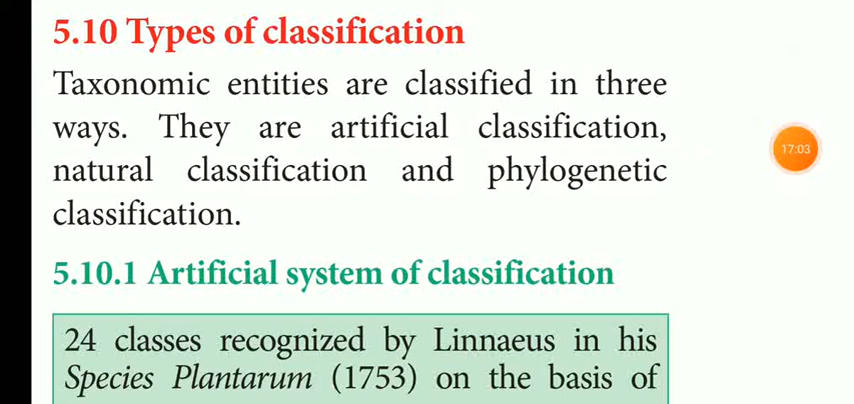 5.10 Types of classification
Taxonomic entities are classified in three
ways. They are artificial classification,
natural classification and phylogenetic
classification.
17:03
5.10.1 Artificial system of classification
24 classes recognized by Linnaeus in his
Species Plantarum (1753) on the basis of